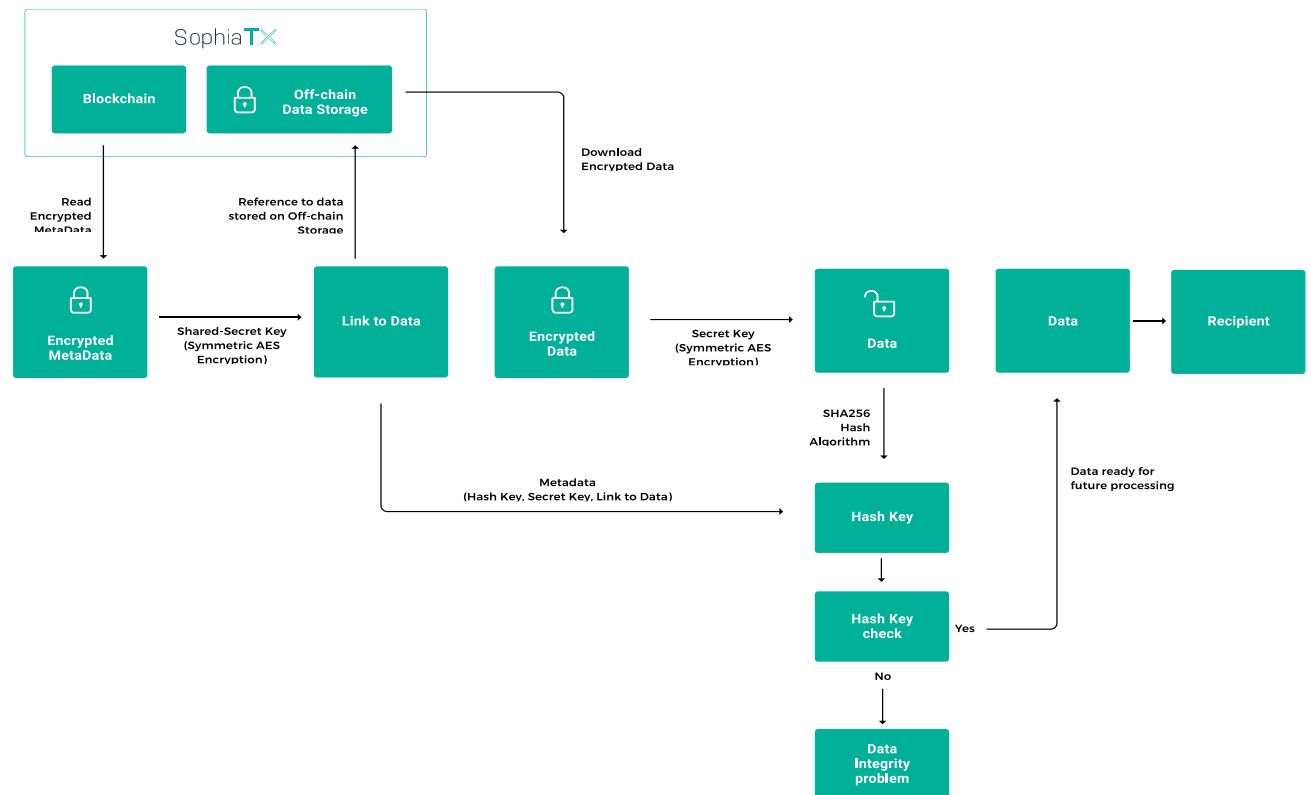 SophiaTX
Blockchain
Off-chain
Data Storage
Download
Encrypted Data
Read
Encrypted
MetaData
Reference to data
stored on Off-chain
Storage
Encrypted
MetaData
Shared-Secret Key
(Symmetric AES
Encryption)
Link to Data
Encrypted
Data
Secret Key
(Symmetric AES
Encryption)
Data
Data
Recipient
SHA256
Hash
Algorithm
Metadata
(Hash Key, Secret Key, Link to Data)
Data ready for
future processing
Hash Key
Hash Key
check
Yes
No
Data
Integrity
problem